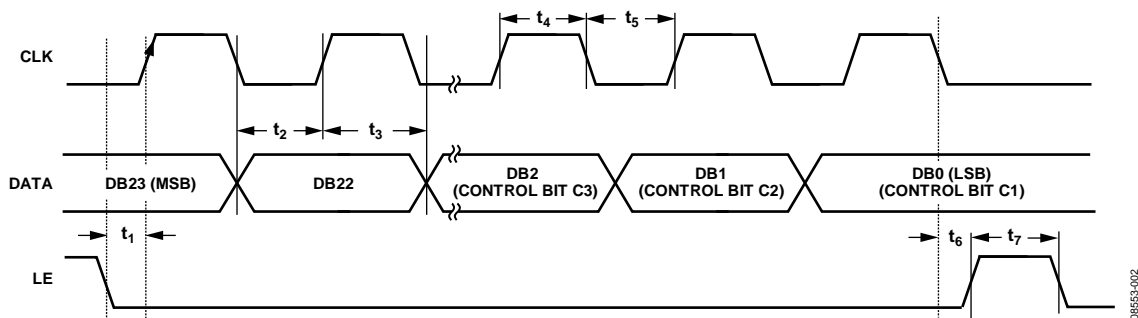 t4
t5
CLK
t2
t3
DATA
DB23 (MSB)
DB22
DB2
(CONTROL BIT C3)
DB1
(CONTROL BIT C2)
DB0 (LSB)
(CONTROL BIT C1)
t1
t6
t7
LE
08553-002